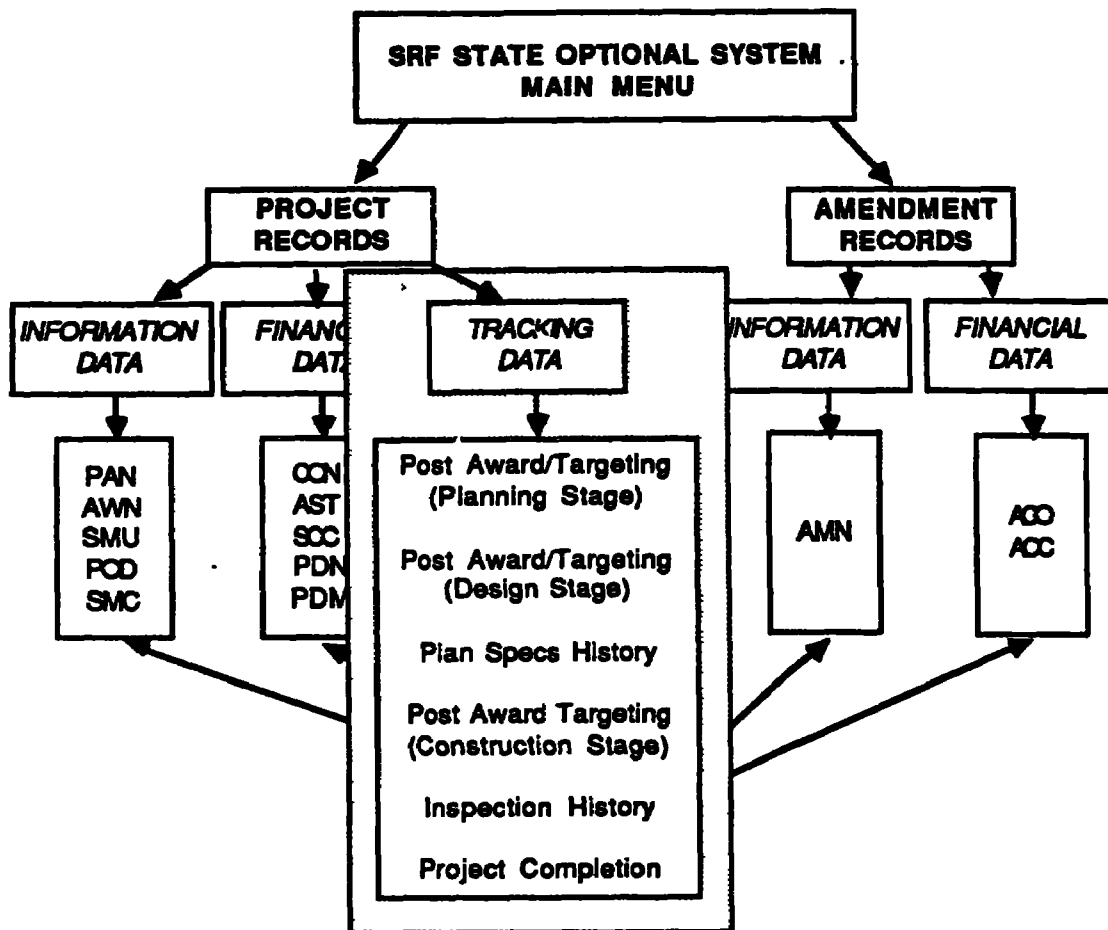 SRF STATE OPTIONAL SYSTEM
MAIN MENU
PROJECT
RECORDS
AMENDMENT
RECORDS
INFORMATION
DATA
FINANC
DATA
TRACKING
DATA
INFORMATION
DATA
FINANCIAL
DATA
PAN
AWN
SMU
POD
SMC
CCN
AST
SCC
PDN
PDM
Post Award/Targeting
(Planning Stage)
Post Award/Targeting
(Design Stage)
Plan Specs History
Post Award Targeting
(Construction Stage)
Inspection History
Project Completion
AMN
ACO
ACC